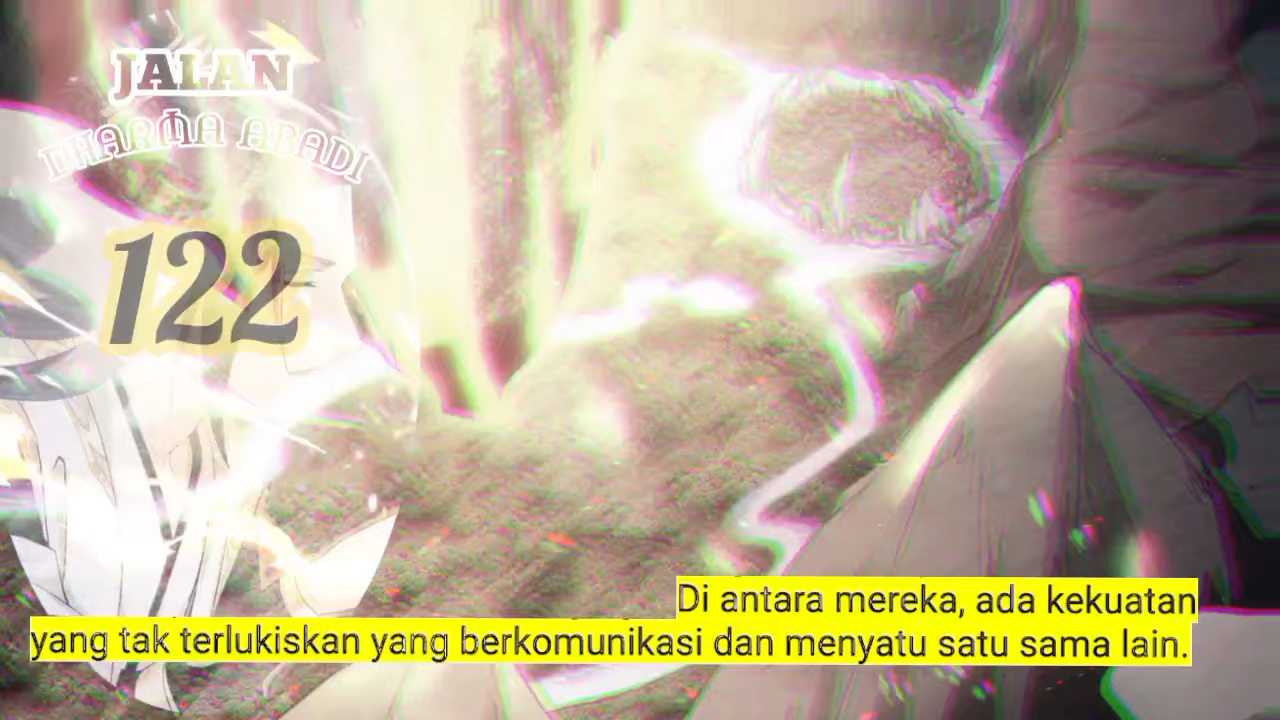 JALAN
DHARMA ABADI
122
Di antara mereka, ada kekuatan
yang tak terlukiskan yang berkomunikasi dan menyatu satu sama lain.